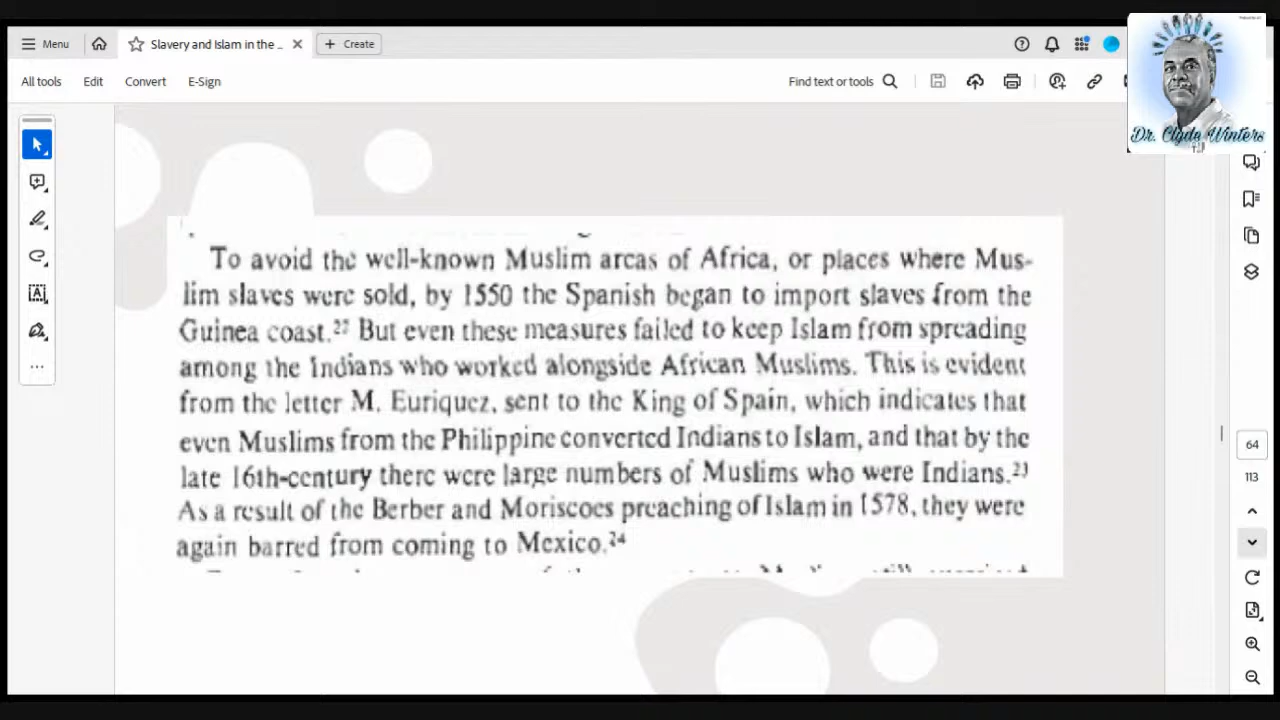 Menu
Slavery and Islam in the ...
Create
All tools
Edit
Convert
E-Sign
Find text or tools
Dr. Clyde Winters
To avoid the well-known Muslim areas of Africa, or places where Mus-
lim slaves were sold, by 1550 the Spanish began to import slaves from the
Guinea coast.²² But even these measures failed to keep Islam from spreading
among the Indians who worked alongside African Muslims. This is evident
from the letter M. Euriquez, sent to the King of Spain, which indicates that
even Muslims from the Philippine converted Indians to Islam, and that by the
late 16th-century there were large numbers of Muslims who were Indians.²³
As a result of the Berber and Moriscoes preaching of Islam in 1578, they were
again barred from coming to Mexico.²⁴
64
113